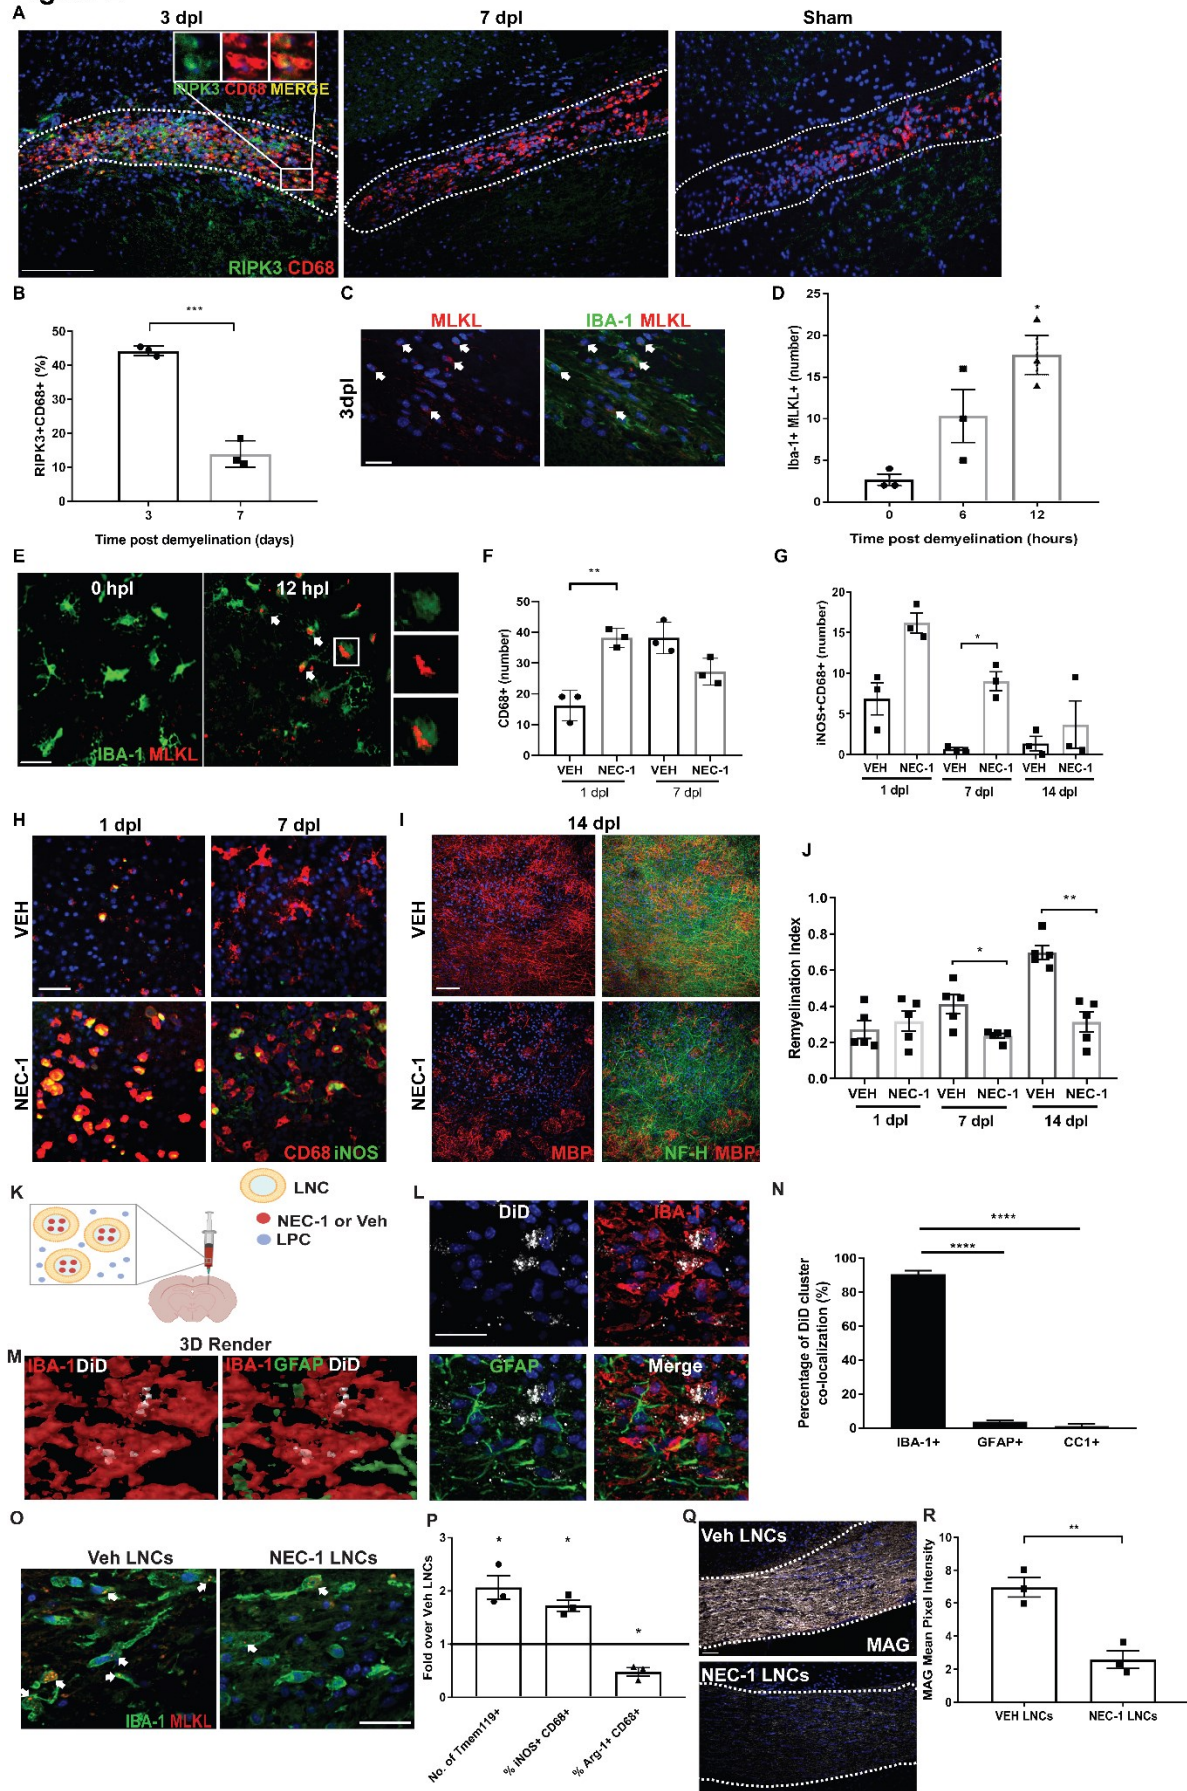 A
3 dpl
7 dpl
Sham
RIPK3 CD68 MERGE
RIPK3 CD68
B
***
RIPK3+CD68+ (%)
50
40
30
20
10
0
3
7
Time post demyelination (days)
C
MLKL
IBA-1 MLKL
3dpl
D
*
Iba-1+ MLKL+ (number)
25
20
15
10
5
0
0
6
12
Time post demyelination (hours)
E
0 hpl
12 hpl
IBA-1 MLKL
F
**
CD68+ (number)
50
40
30
20
10
0
VEH NEC-1 VEH NEC-1
1 dpl
7 dpl
G
*
iNOS+CD68+ (number)
20
15
10
5
0
VEH NEC-1 VEH NEC-1 VEH NEC-1
1 dpl
7 dpl
14 dpl
H
1 dpl
7 dpl
VEH
NEC-1
CD68 iNOS
I
14 dpl
VEH
NEC-1
MBP
NF-H MBP
J
*
**
Remyelination Index
1.0
0.8
0.6
0.4
0.2
0.0
VEH NEC-1 VEH NEC-1 VEH NEC-1
1 dpl
7 dpl
14 dpl
K
LNC
NEC-1 or Veh
LPC
L
DiD
IBA-1
GFAP
Merge
M
3D Render
IBA-1 DiD
IBA-1 GFAP DiD
N
****
****
Percentage of DiD cluster
co-localization (%)
100
80
60
40
20
0
IBA-1+
GFAP+
CC1+
O
Veh LNCs
NEC-1 LNCs
IBA-1 MLKL
P
*
*
*
Fold over Veh LNCs
3
2
1
0
No. of Tmem119+
% iNOS+ CD68+
% Arg-1+ CD68+
Q
Veh LNCs
MAG
NEC-1 LNCs
R
**
MAG Mean Pixel Intensity
10
8
6
4
2
0
VEH LNCs
NEC-1 LNCs